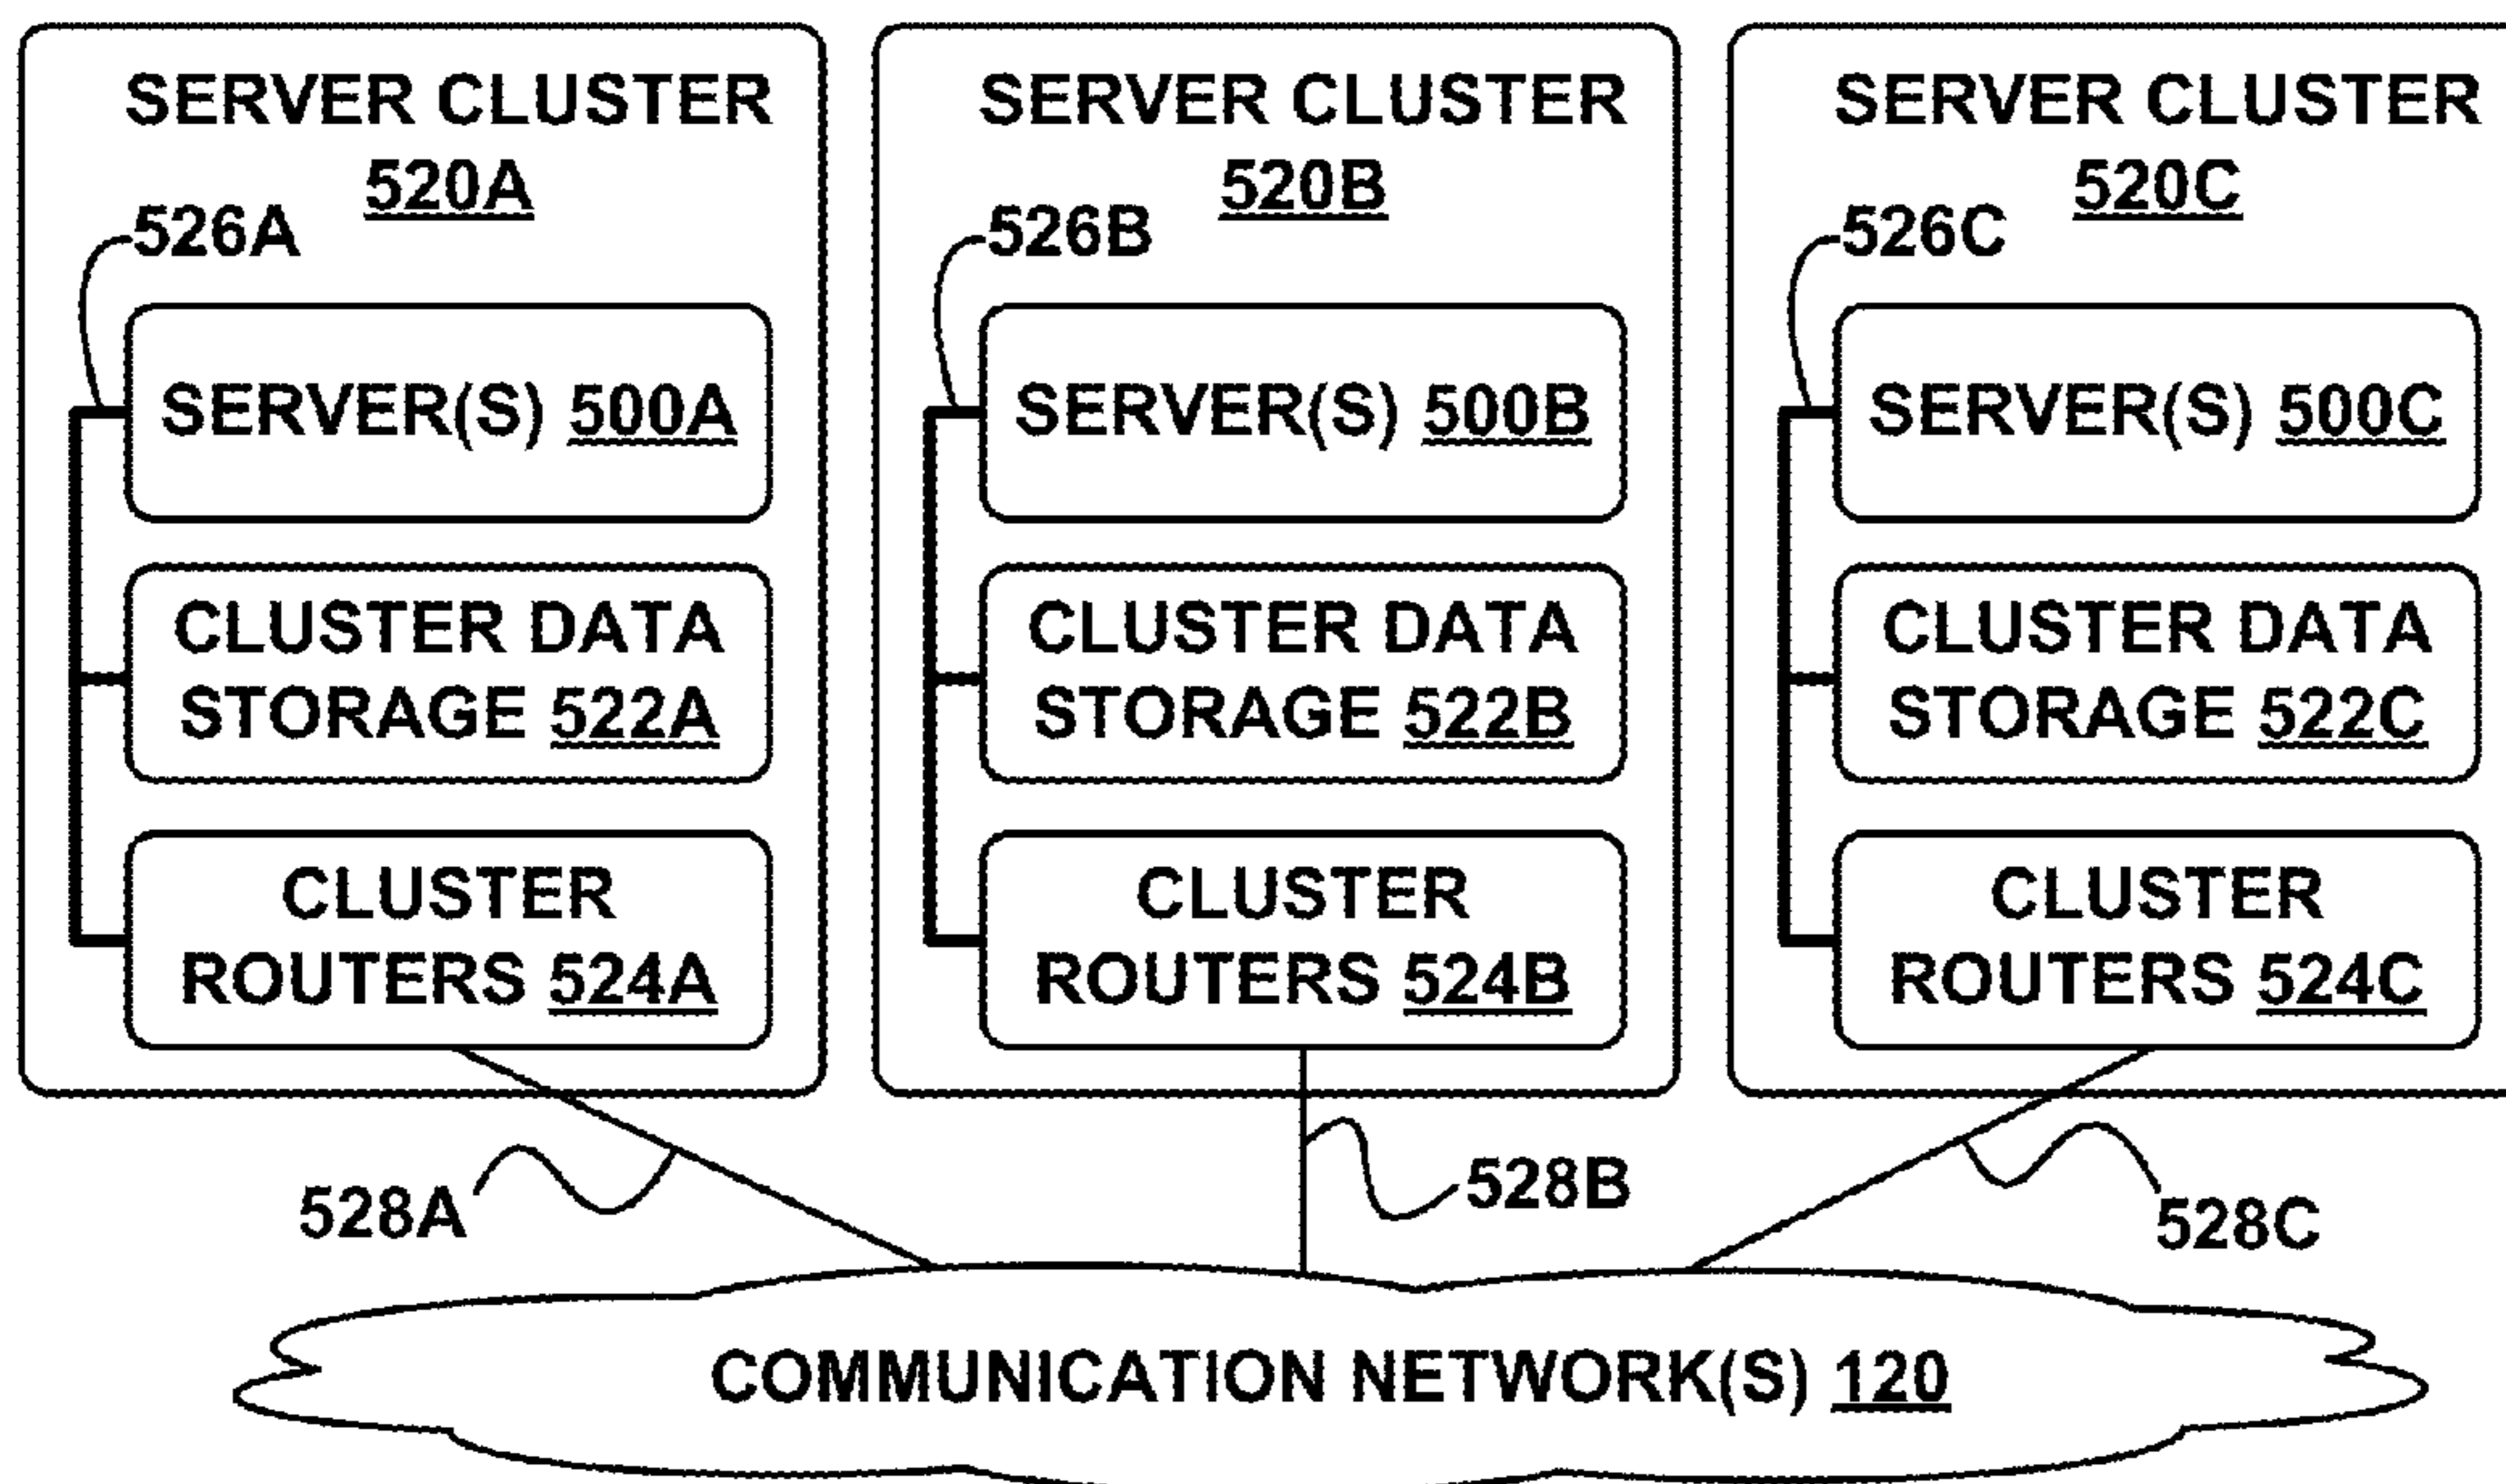 SERVER CLUSTER
520A
526A
SERVER(S) 500A
CLUSTER DATA
STORAGE 522A
CLUSTER
ROUTERS 524A
SERVER CLUSTER
520B
526B
SERVER(S) 500B
CLUSTER DATA
STORAGE 522B
CLUSTER
ROUTERS 524B
SERVER CLUSTER
520C
526C
SERVER(S) 500C
CLUSTER DATA
STORAGE 522C
CLUSTER
ROUTERS 524C
528A
528B
528C
COMMUNICATION NETWORK(S) 120